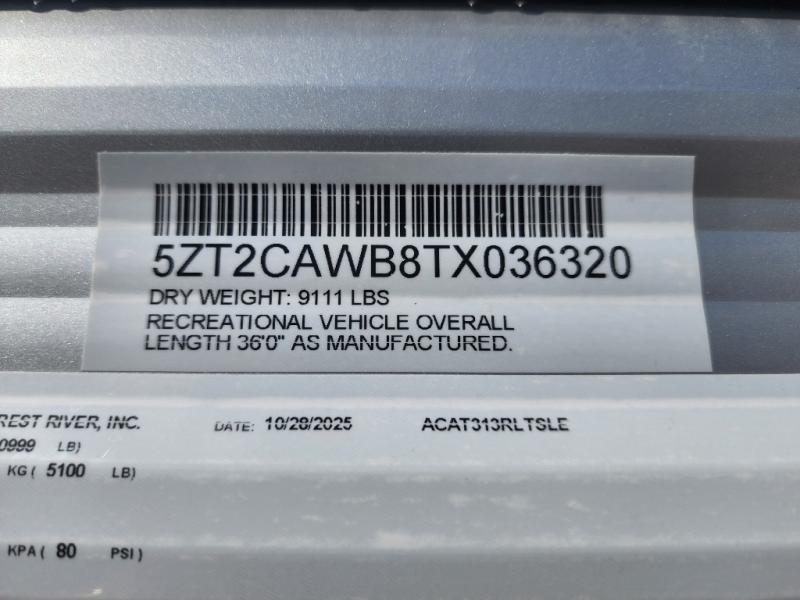 5ZT2CAWB8TX036320
DRY WEIGHT: 9111 LBS
RECREATIONAL VEHICLE OVERALL
LENGTH 36'0" AS MANUFACTURED.
REST RIVER, INC. DATE: 10/28/2025 ACAT313RLTSLE
0999 LB)
KG ( 5100 LB)
KPA ( 80 PSI )